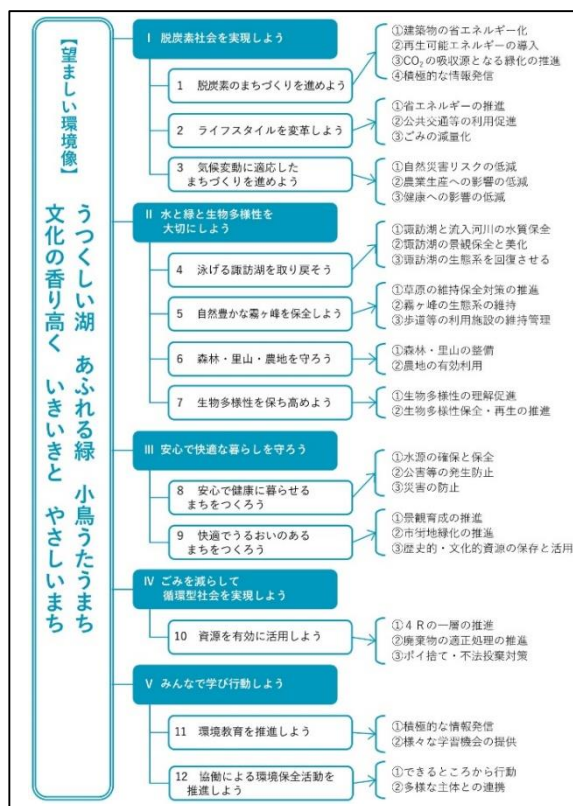 【望ましい環境像】
うつくしい湖　あふれる緑　小鳥うたうまち
文化の香り高く　いきいきと　やさしいまち
Ⅰ 脱炭素社会を実現しよう
1 脱炭素のまちづくりを進めよう
①建築物の省エネルギー化
②再生可能エネルギーの導入
③CO₂の吸収源となる緑化の推進
④積極的な情報発信
2 ライフスタイルを変革しよう
①省エネルギーの推進
②公共交通等の利用促進
③ごみの減量化
3 気候変動に適応した
まちづくりを進めよう
①自然災害リスクの低減
②農業生産への影響の低減
③健康への影響の低減
Ⅱ 水と緑と生物多様性を
大切にしよう
4 泳げる諏訪湖を取り戻そう
①諏訪湖と流入河川の水質保全
②諏訪湖の景観保全と美化
③諏訪湖の生態系を回復させる
5 自然豊かな霧ヶ峰を保全しよう
①草原の維持保全対策の推進
②霧ヶ峰の生態系の維持
③歩道等の利用施設の維持管理
6 森林・里山・農地を守ろう
①森林・里山の整備
②農地の有効利用
7 生物多様性を保ち高めよう
①生物多様性の理解促進
②生物多様性保全・再生の推進
Ⅲ 安心で快適な暮らしを守ろう
8 安心で健康に暮らせる
まちをつくろう
①水源の確保と保全
②公害等の発生防止
③災害の防止
9 快適でうるおいのある
まちをつくろう
①景観育成の推進
②市街地緑化の推進
③歴史的・文化的資源の保存と活用
Ⅳ ごみを減らして
循環型社会を実現しよう
10 資源を有効に活用しよう
①４Ｒの一層の推進
②廃棄物の適正処理の推進
③ポイ捨て・不法投棄対策
Ⅴ みんなで学び行動しよう
11 環境教育を推進しよう
①積極的な情報発信
②様々な学習機会の提供
12 協働による環境保全活動を
推進しよう
①できるところから行動
②多様な主体との連携